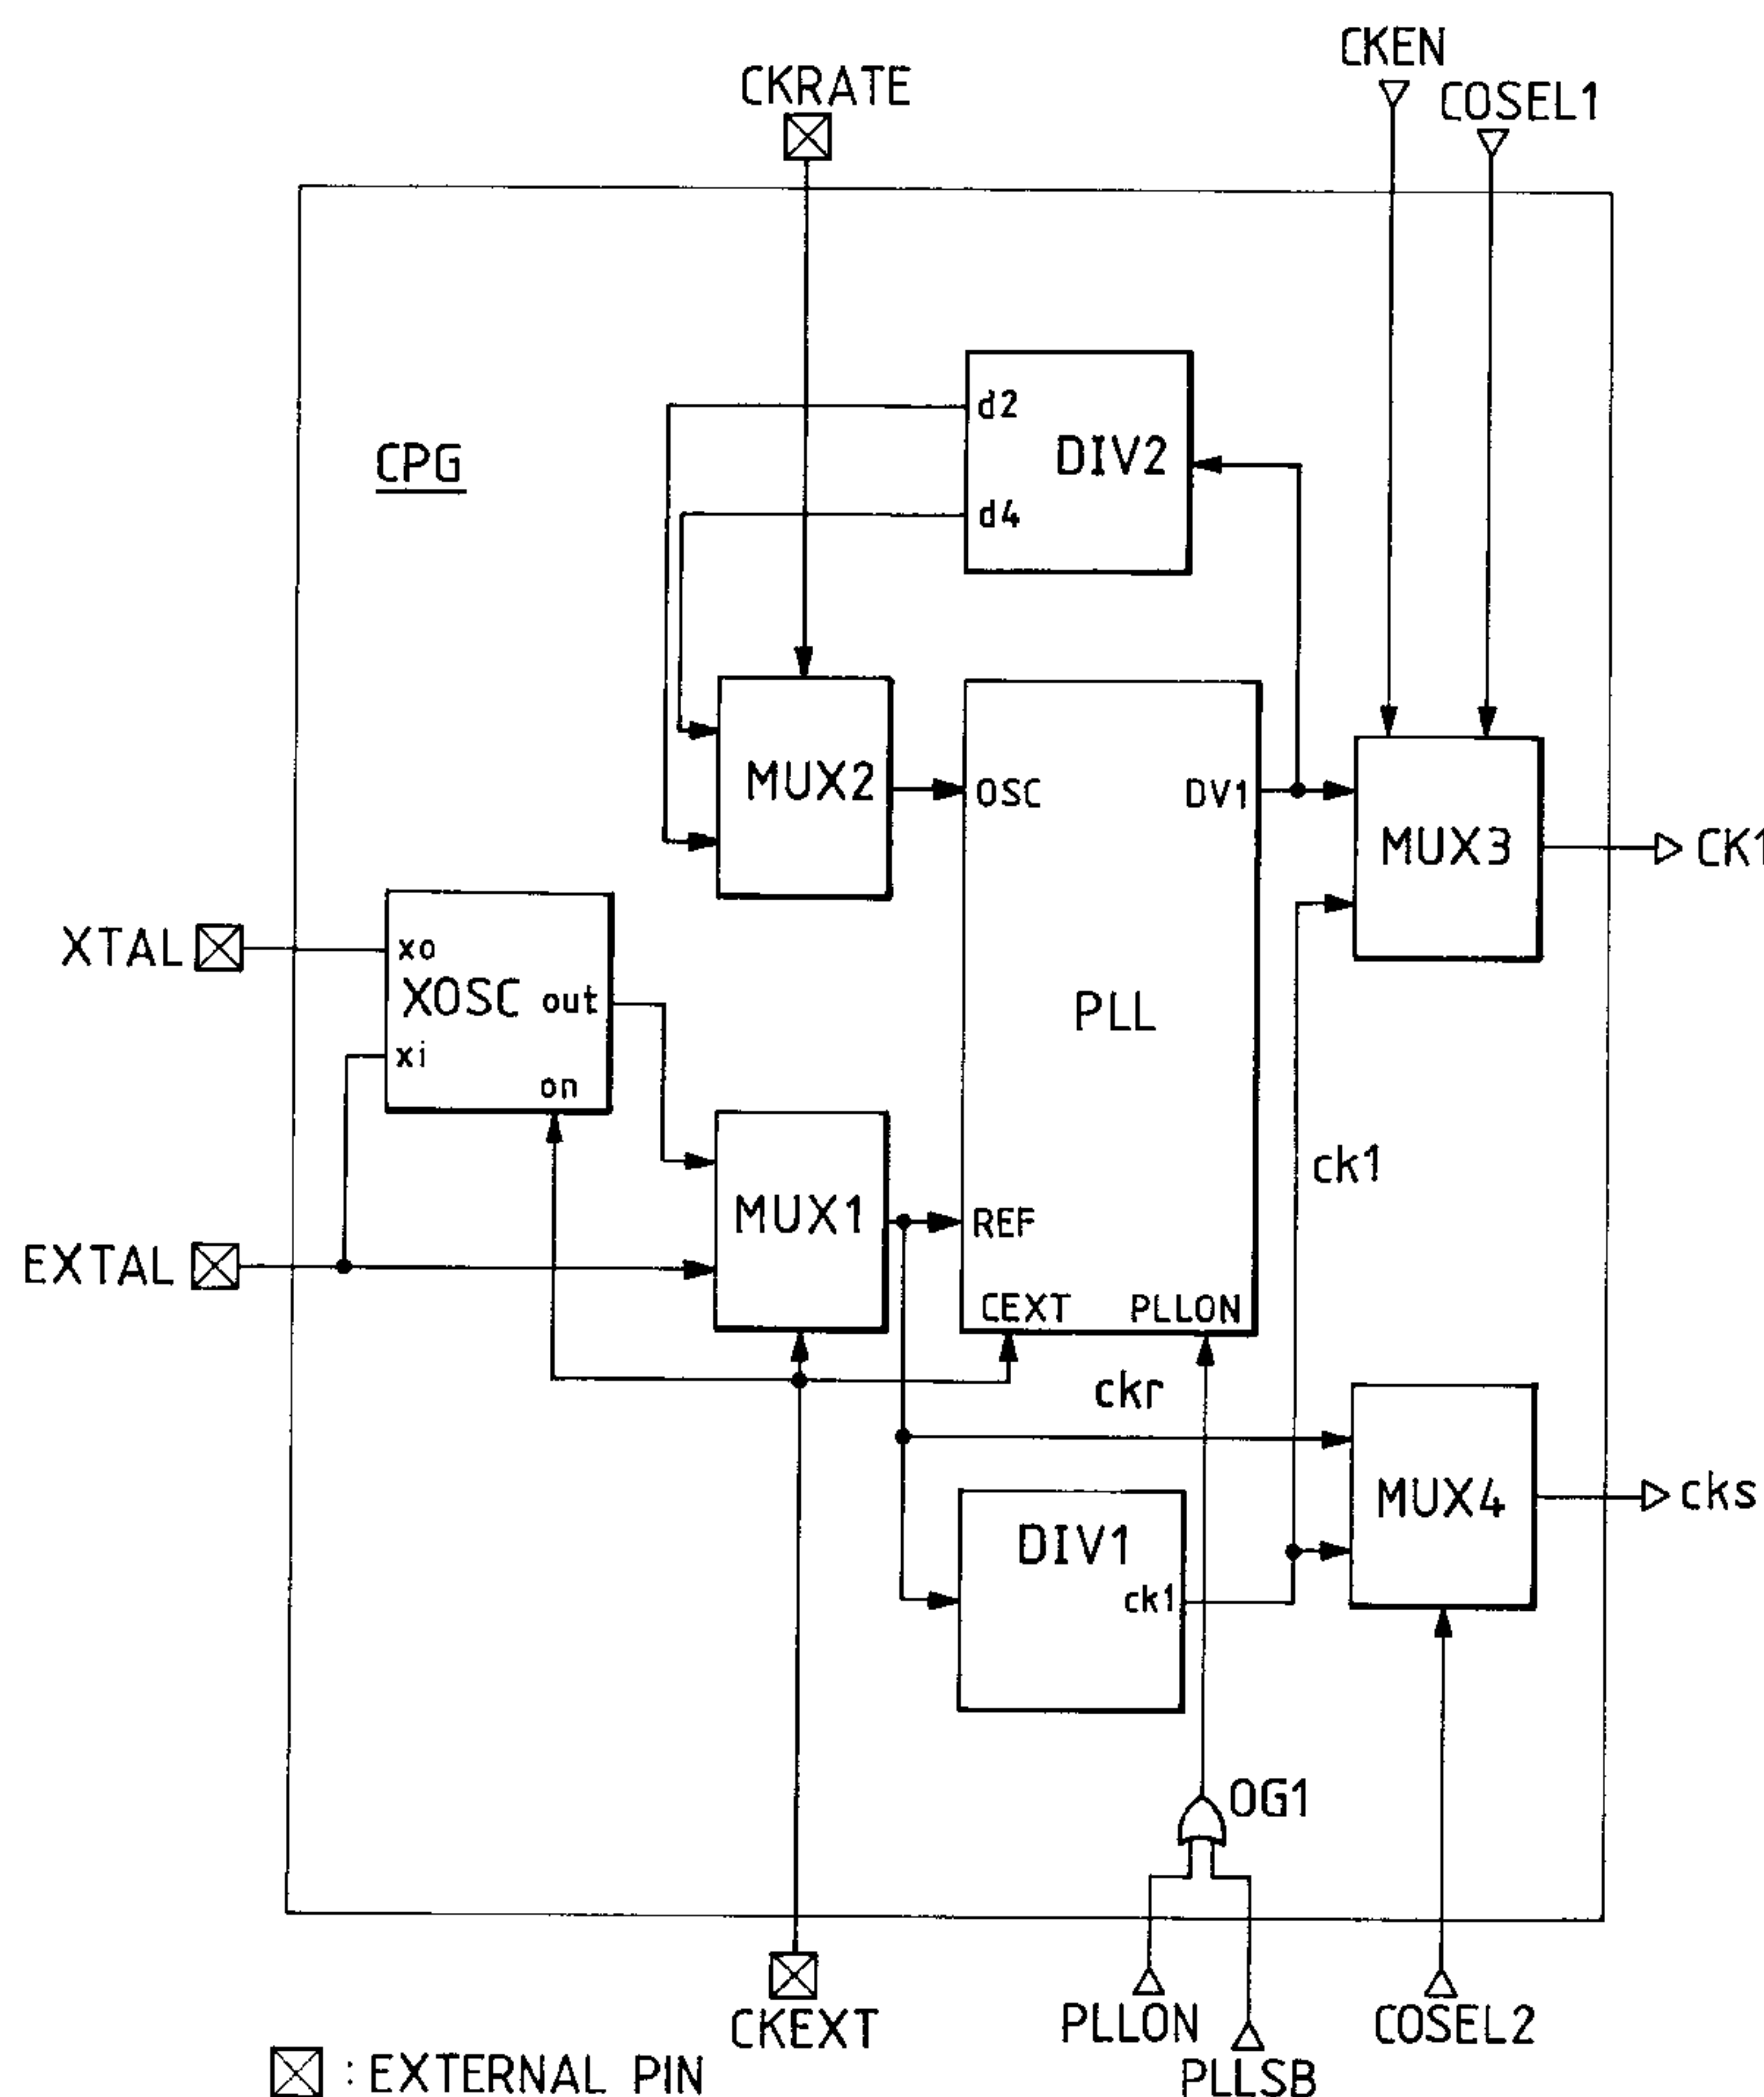 CKEN
CKRATE
COSEL1
d2
CPG
DIV2
d4
MUX2
OSC
DV1
MUX3
CK1
XTAL
xo
XOSC
out
PLL
xi
on
ck1
MUX1
REF
EXTAL
CEXT
PLLON
ckr
MUX4
cks
DIV1
ck1
OG1
CKEXT
PLLON
COSEL2
PLLSB
: EXTERNAL PIN